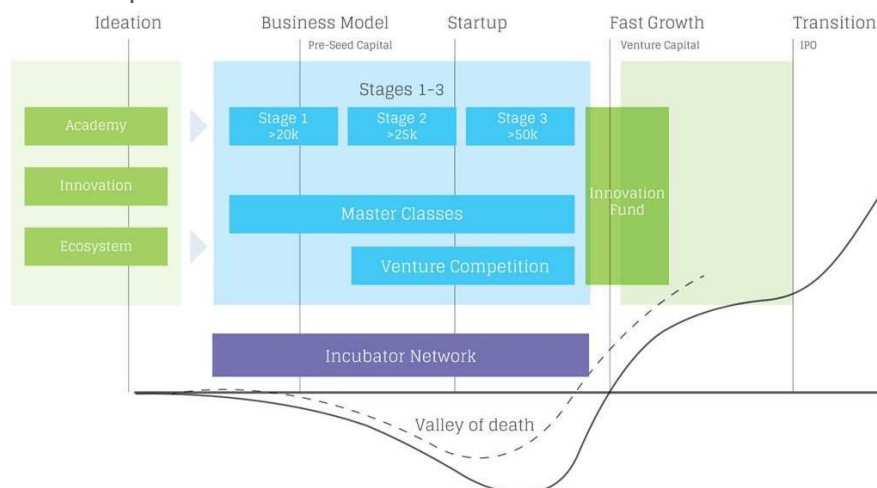 Ideation
Business Model
Startup
Fast Growth
Transition
Pre-Seed Capital
Venture Capital
IPO
Stages 1-3
Academy
Stage 1
>20k
Stage 2
>25k
Stage 3
>50k
Innovation
Innovation
Fund
Master Classes
Ecosystem
Venture Competition
Incubator Network
Valley of death